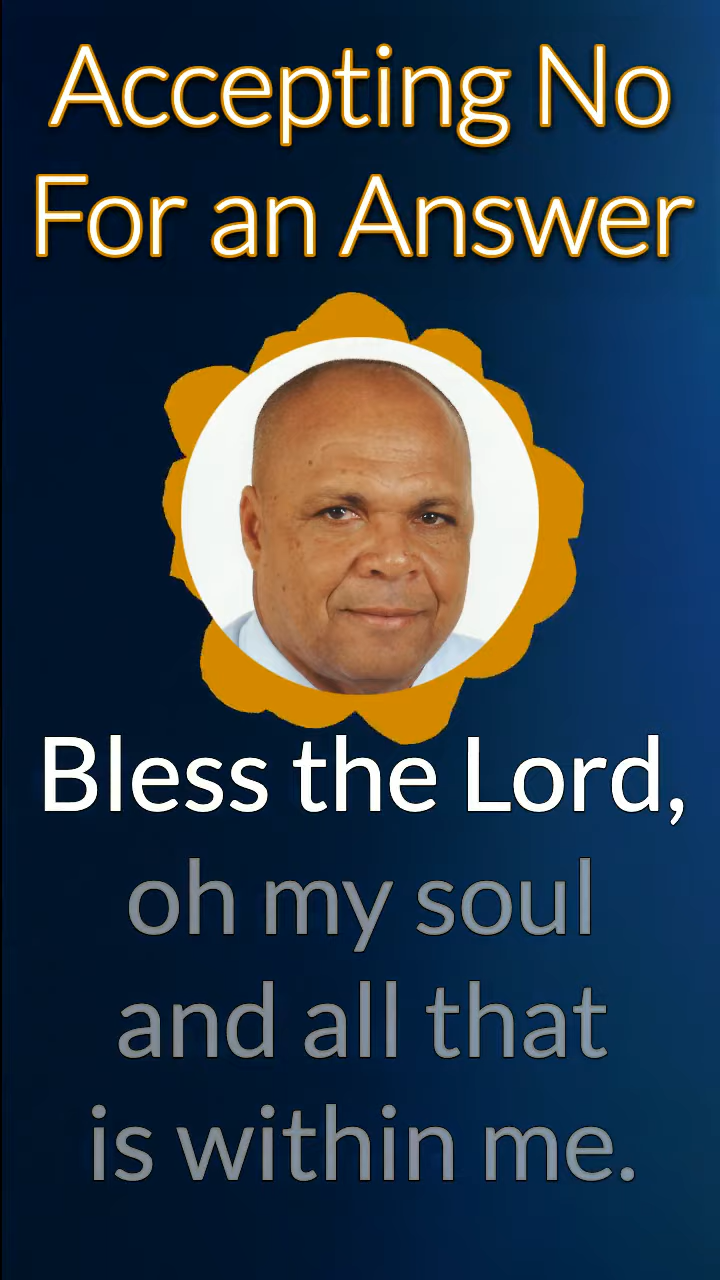 Accepting No
For an Answer
Bless the Lord,
oh my soul
and all that
is within me.